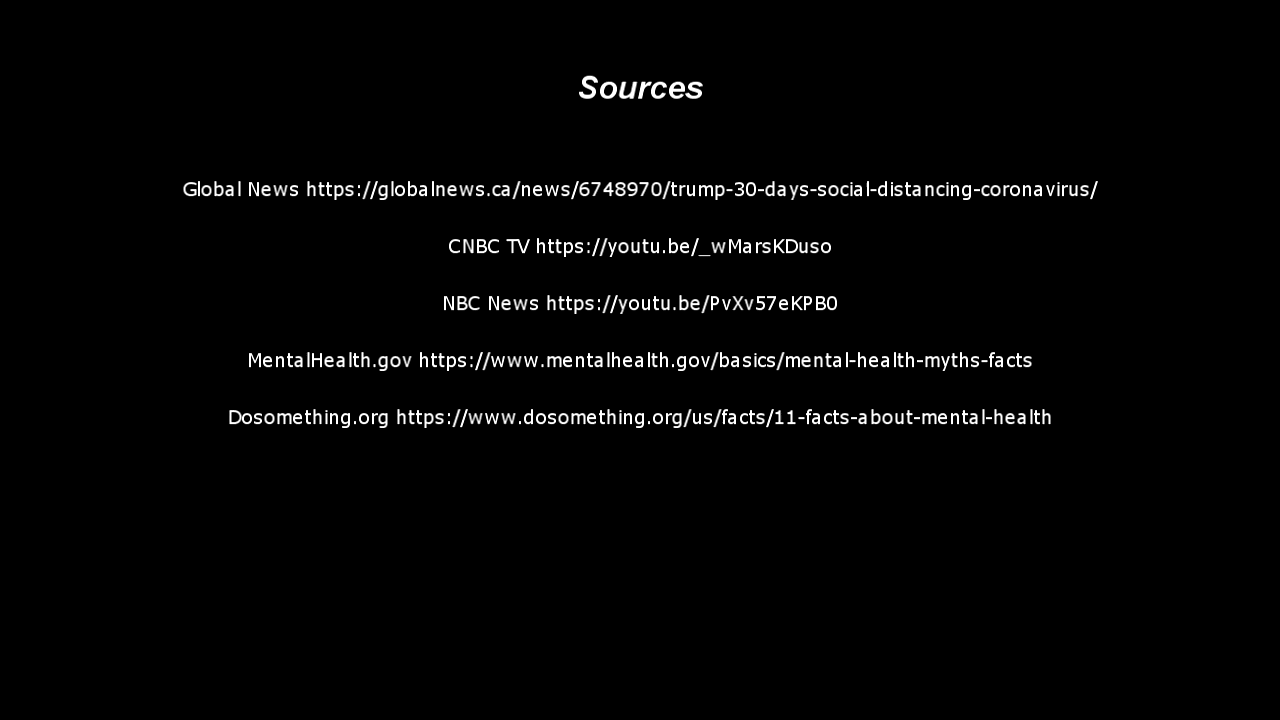 Sources
Global News https://globalnews.ca/news/6748970/trump-30-days-social-distancing-coronavirus/
CNBC TV https://youtu.be/_wMarsKDuso
NBC News https://youtu.be/PvXv57eKPB0
MentalHealth.gov https://www.mentalhealth.gov/basics/mental-health-myths-facts
Dosomething.org https://www.dosomething.org/us/facts/11-facts-about-mental-health